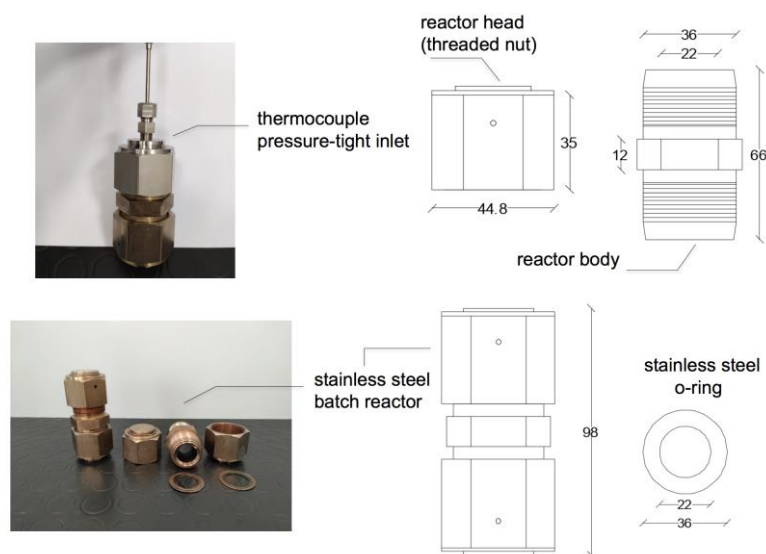 reactor head
(threaded nut)
36
22
thermocouple
pressure-tight inlet
35
12
66
44.8
reactor body
stainless steel
batch reactor
98
stainless steel
o-ring
22
36